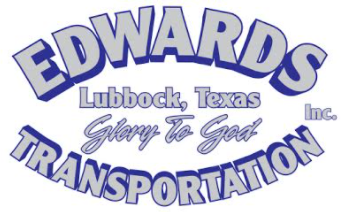 EDWARDS
Lubbock, Texas
Inc.
Glory To God
TRANSPORTATION